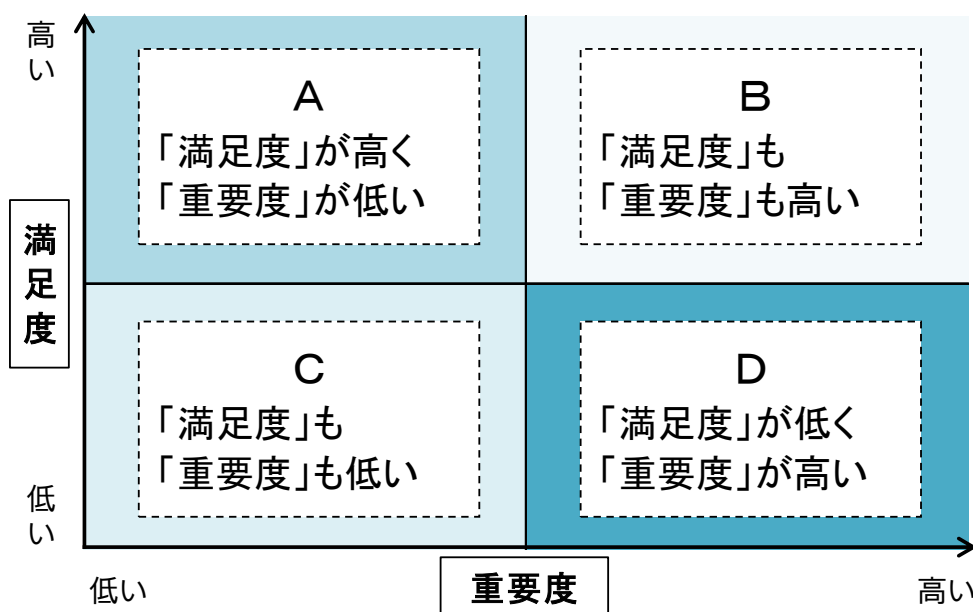 高い
A
「満足度」が高く
「重要度」が低い
B
「満足度」も
「重要度」も高い
満足度
C
「満足度」も
「重要度」も低い
D
「満足度」が低く
「重要度」が高い
低い
低い
重要度
高い